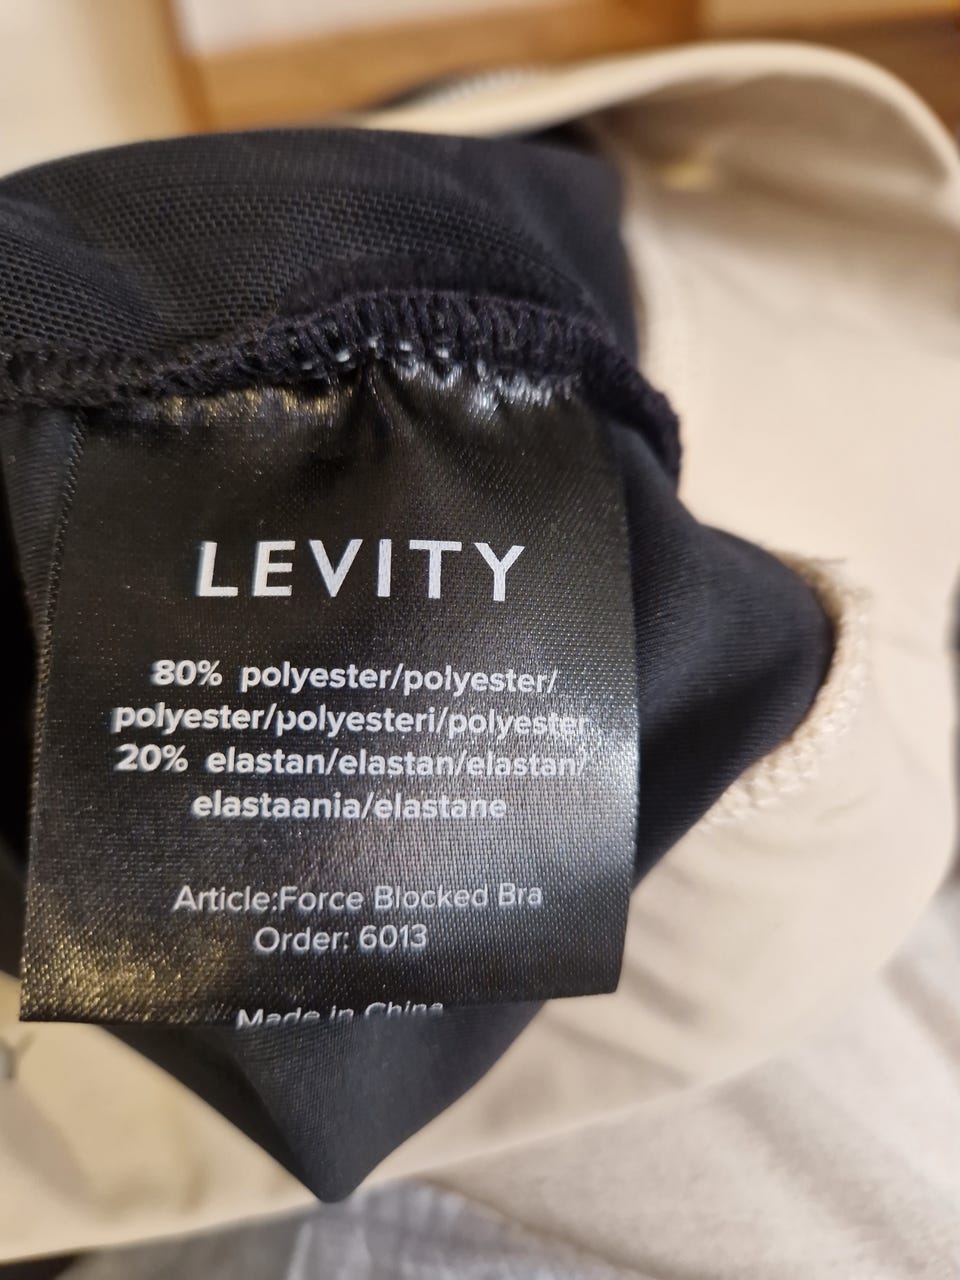 LEVITY
80% polyester/polyester/
polyester/polyesteri/polyester
20% elastan/elastan/elastan/
elastaania/elastane
Article:Force Blocked Bra
Order: 6013
Made in China